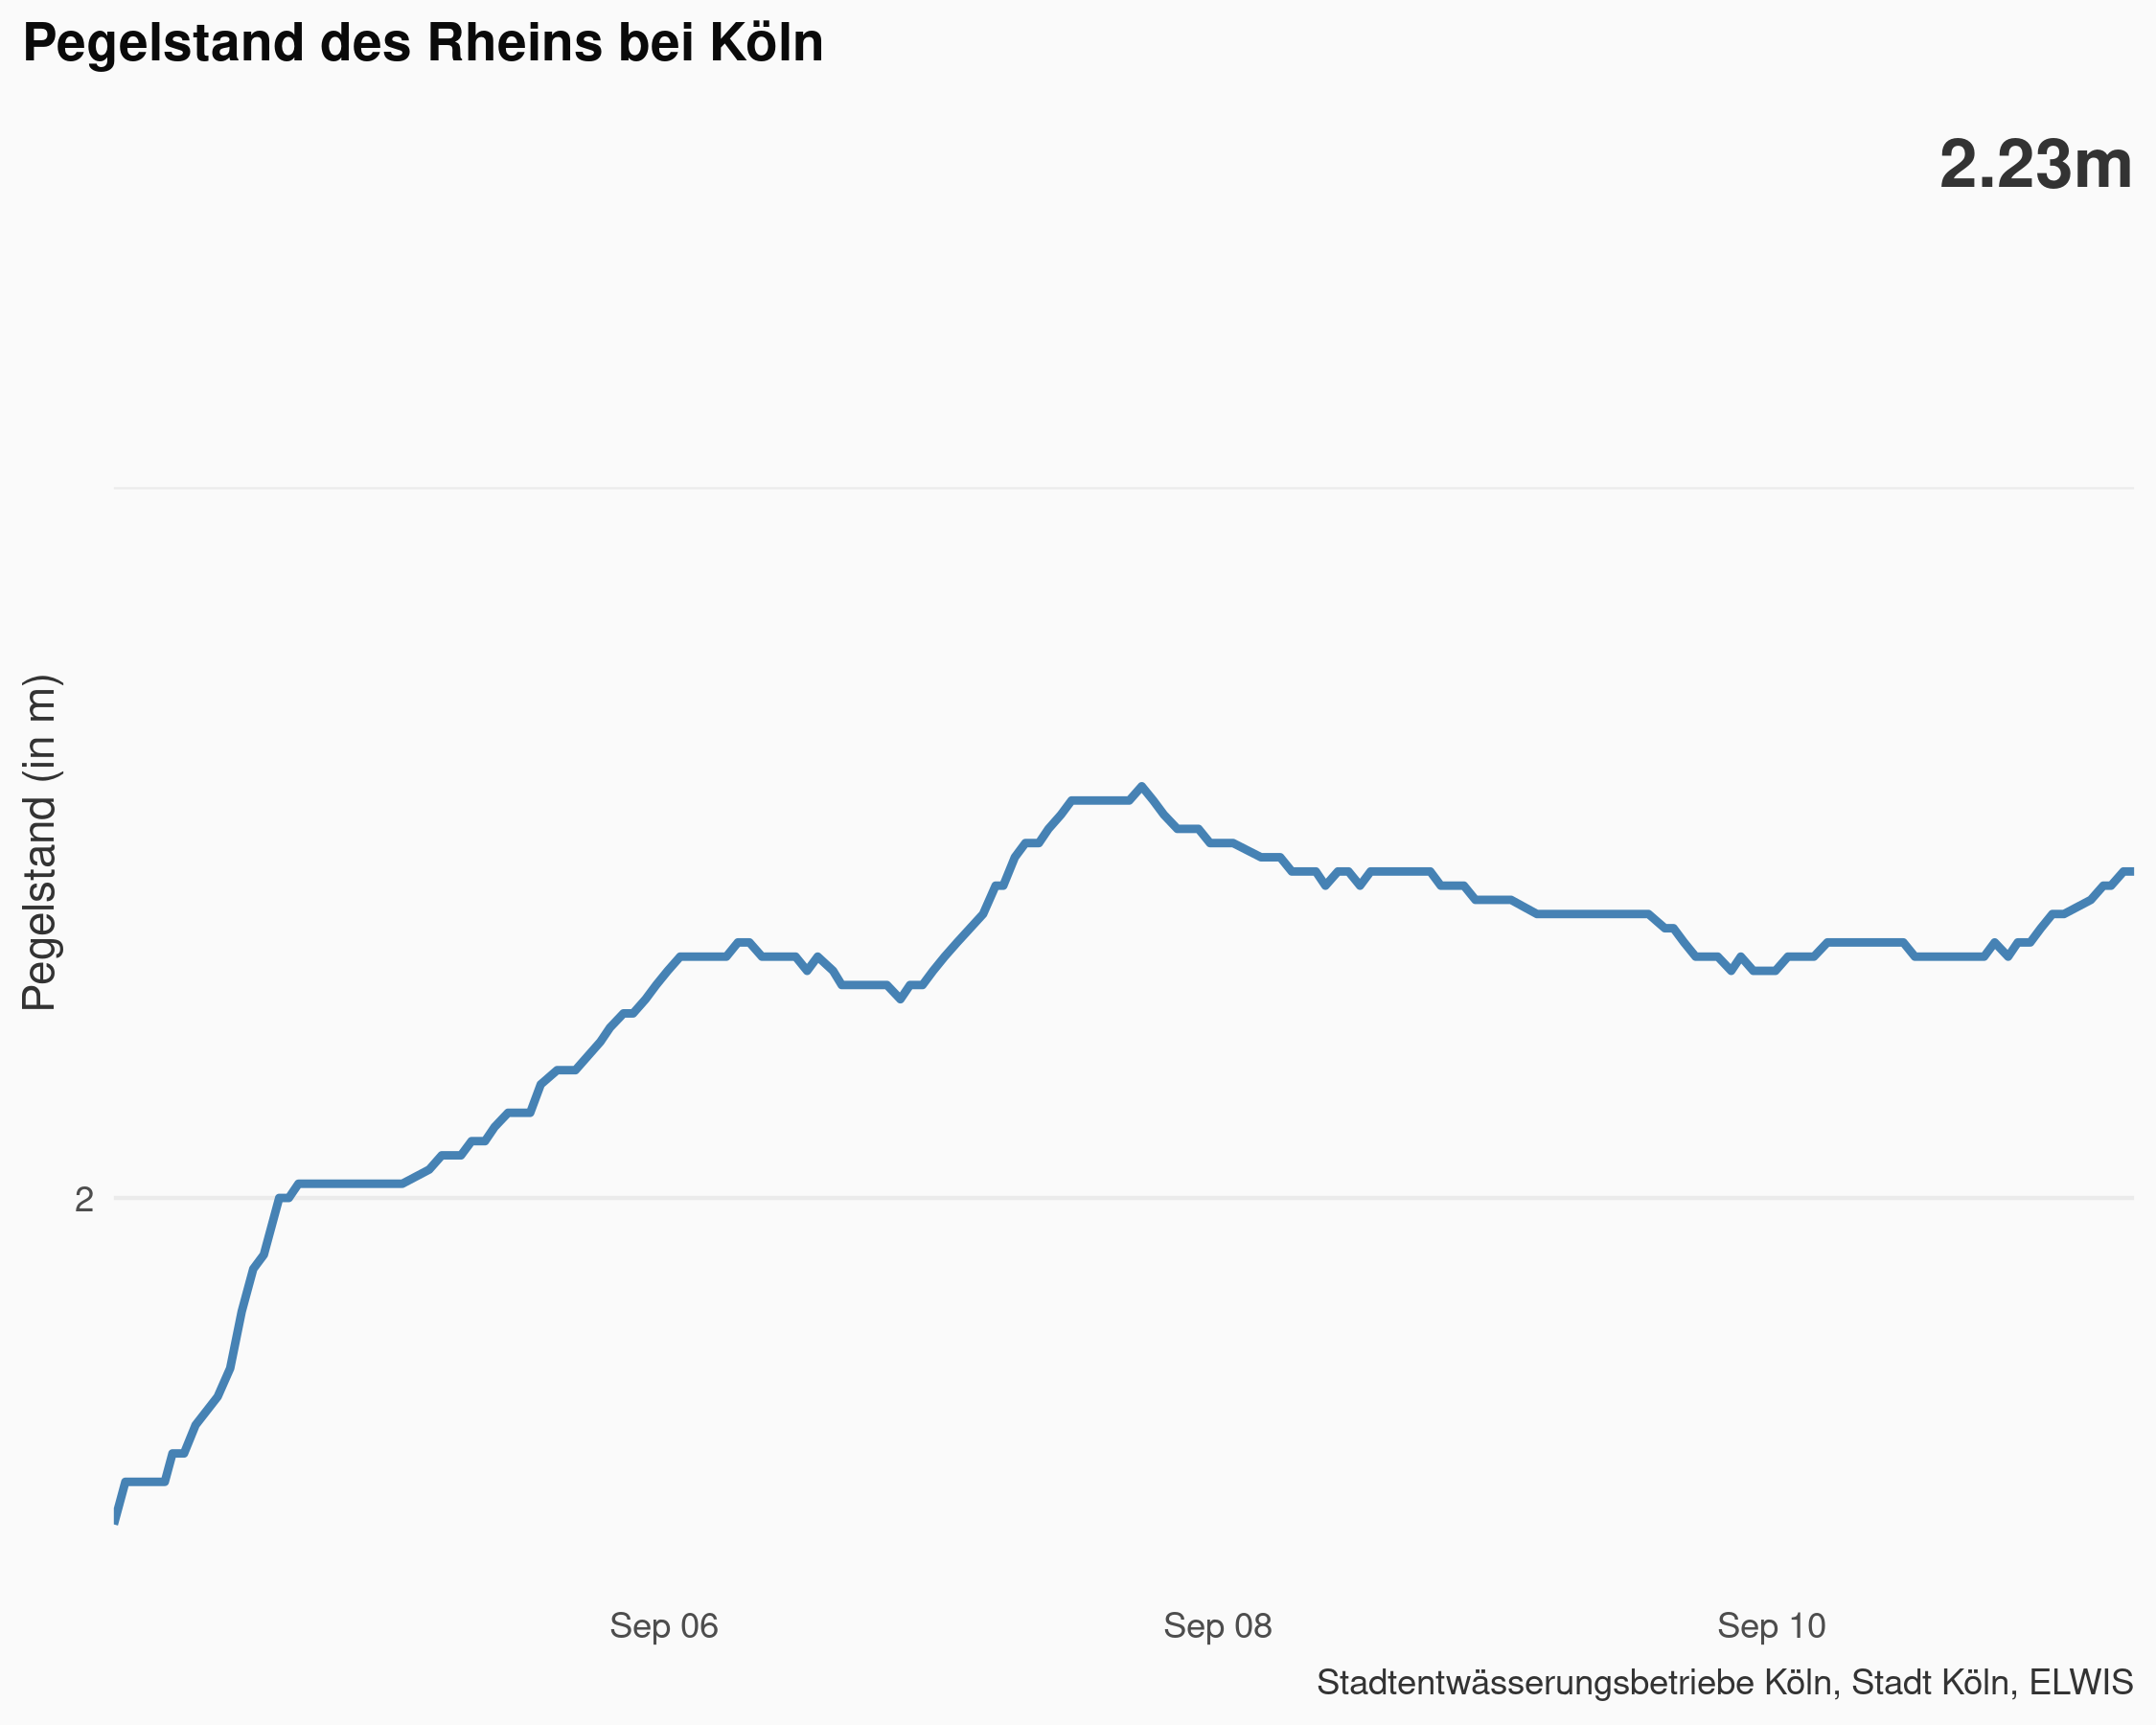 Pegelstand des Rheins bei Köln
2.23m
Pegelstand (in m)
2
Sep 06
Sep 08
Sep 10
Stadtentwässerungsbetriebe Köln, Stadt Köln, ELWIS